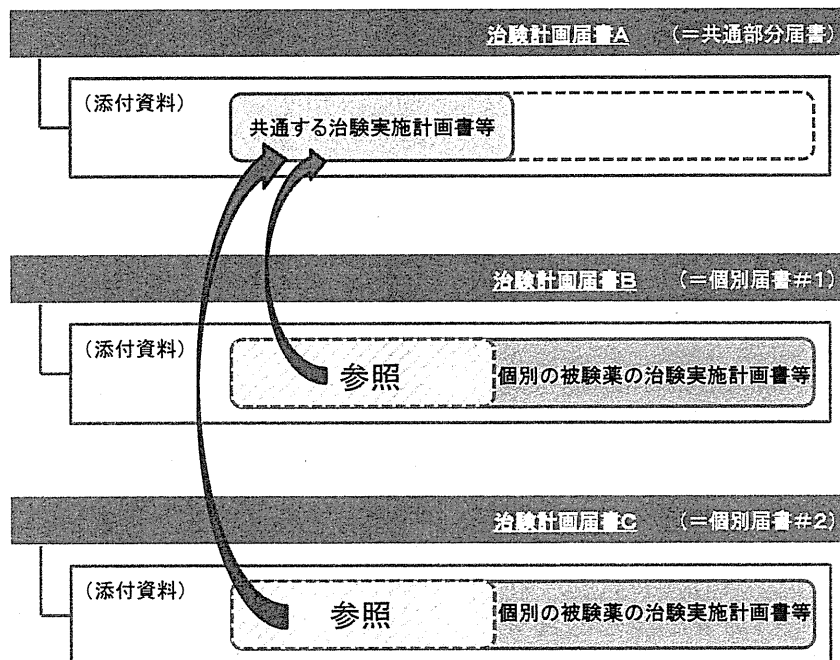 治験計画届書A (=共通部分届書)
(添付資料)
共通する治験実施計画書等
治験計画届書B (=個別届書#1)
(添付資料)
参照
個別の被験薬の治験実施計画書等
治験計画届書C (=個別届書#2)
(添付資料)
参照
個別の被験薬の治験実施計画書等